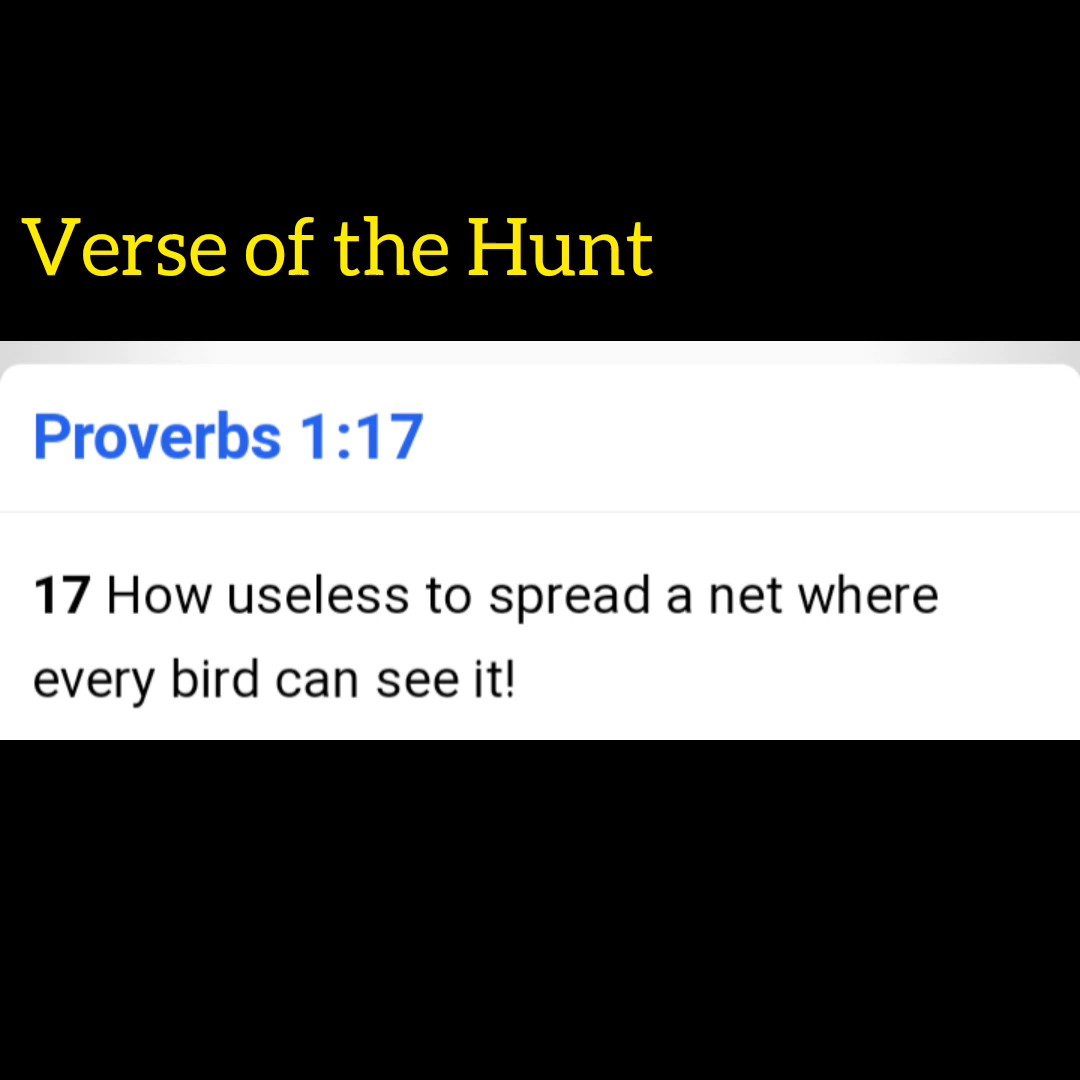 Verse of the Hunt
Proverbs 1:17
17 How useless to spread a net where
every bird can see it!